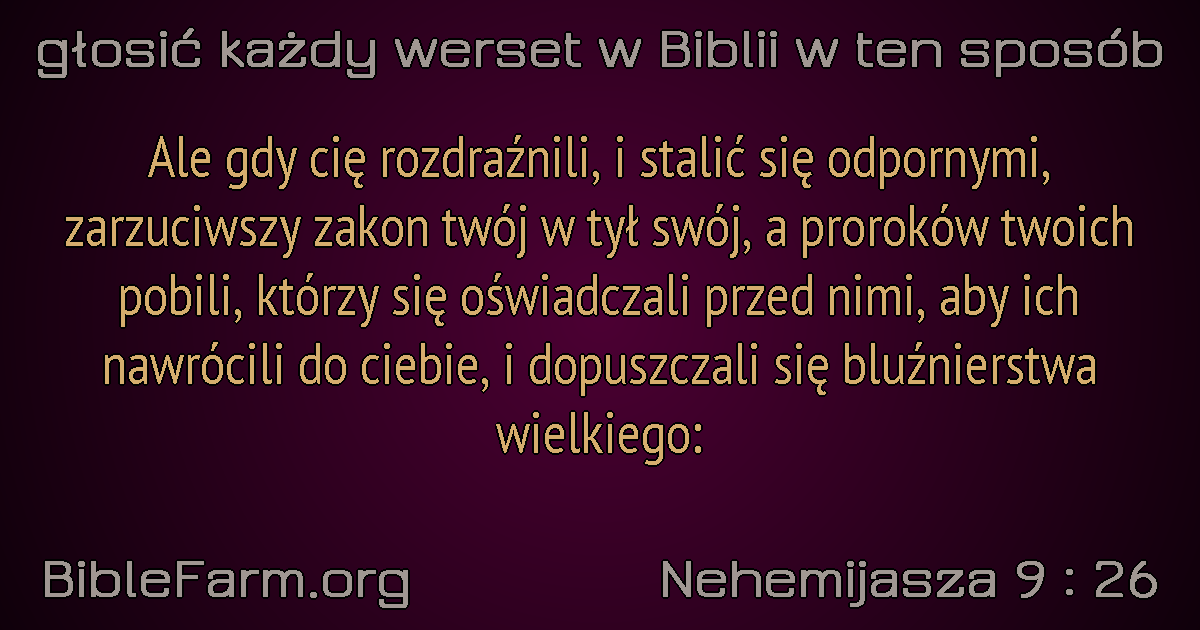 głosić każdy werset w Biblii w ten sposób
Ale gdy cię rozdraźnili, i stalić się odpornymi,
zarzuciwszy zakon twój w tył swój, a proroków twoich
pobili, którzy się oświadczali przed nimi, aby ich
nawrócili do ciebie, i dopuszczali się bluźnierstwa
wielkiego:
BibleFarm.org
Nehemijasza 9 : 26